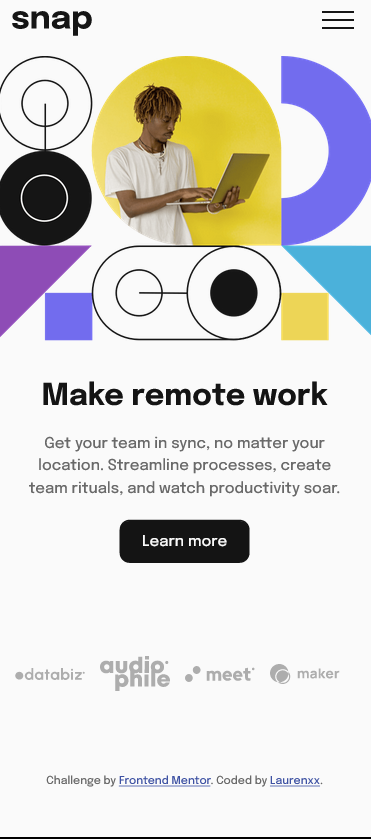 snap
Make remote work
Get your team in sync, no matter your
location. Streamline processes, create
team rituals, and watch productivity soar.
Learn more
databiz
audio
phile
meet
maker
Challenge by Frontend Mentor. Coded by Laurenxx.